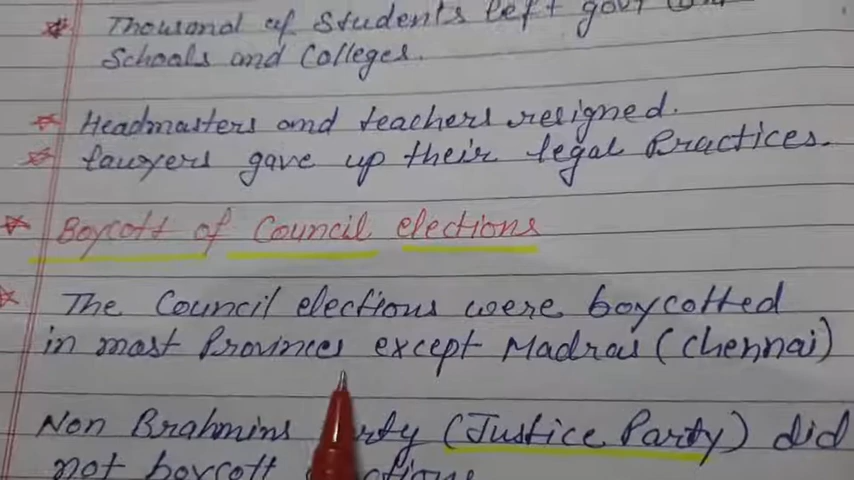 Thousand of Students left govt
Schools and Colleges.
Headmasters and teachers resigned.
lawyers gave up their legal Practices.
Boycott of Council elections
The Council elections were boycotted
in most Provinces except Madras (Chennai)
Non Brahmins (Justice Party) did
not boycott